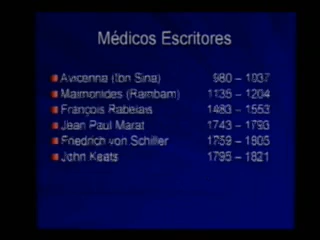 Médicos Escritores
Avicenna (Ibn Sina) 980 – 1037
Maimonides (Rambam) 1135 – 1204
François Rabelais 1483 – 1553
Jean Paul Marat 1743 – 1793
Friedrich von Schiller 1759 – 1805
John Keats 1795 – 1821